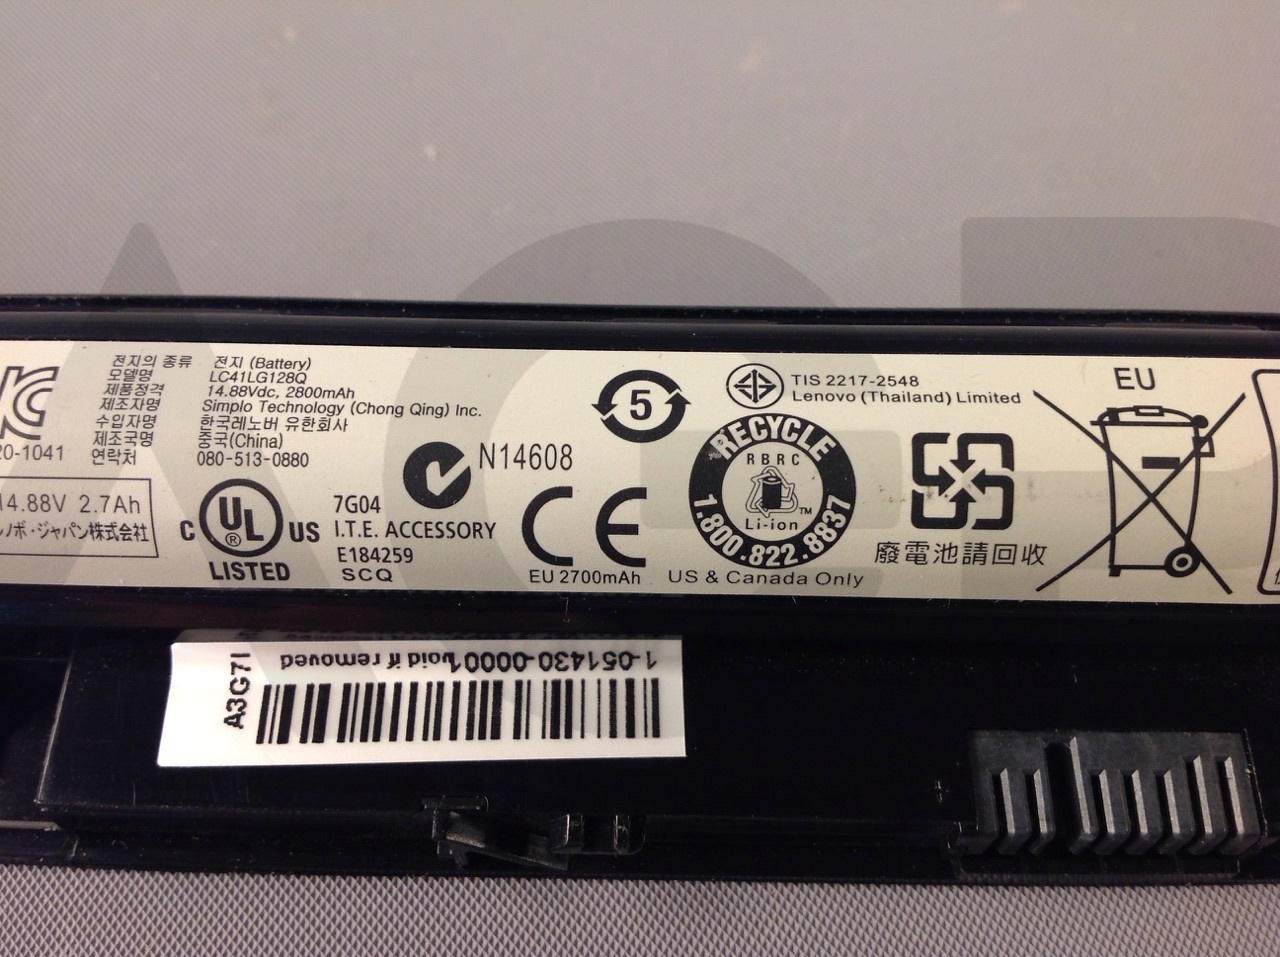 전지의 종류 전지 (Battery)
모델명 LC41LG128Q
제품정격 14.88Vdc, 2800mAh
제조자명 Simplo Technology (Chong Qing) Inc.
수입자명 한국레노버 유한회사
제조국명 중국(China)
연락처 080-513-0880
20-1041
14.88V 2.7Ah
ノボ・ジャパン株式会社
C UL US
®
LISTED
7G04
I.T.E. ACCESSORY
E184259
SCQ
N14608
CE
EU 2700mAh
5
TIS 2217-2548
Lenovo (Thailand) Limited
RECYCLE
RBRC
TM
Li-ion
1.800.822.8837
US & Canada Only
廢電池請回收
EU
A3G7I
1-051430-00001
Void if removed